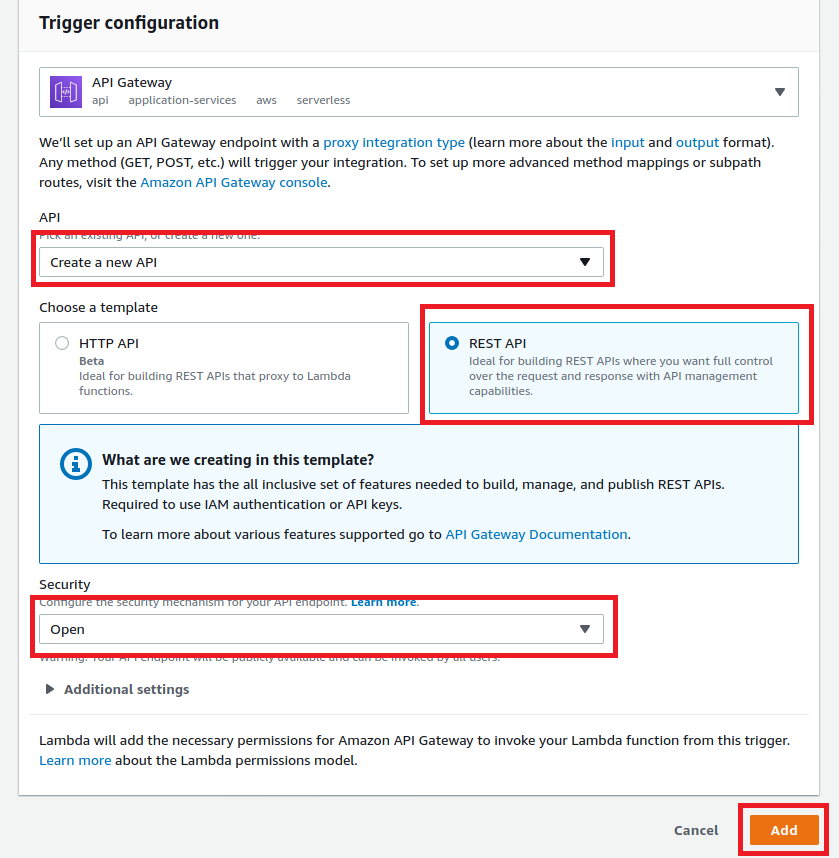 Trigger configuration
API Gateway
api application-services aws serverless
We’ll set up an API Gateway endpoint with a proxy integration type (learn more about the input and output format).
Any method (GET, POST, etc.) will trigger your integration. To set up more advanced method mappings or subpath
routes, visit the Amazon API Gateway console.
API
Pick an existing API, or create a new one.
Create a new API
Choose a template
HTTP API
Beta
Ideal for building REST APIs that proxy to Lambda
functions.
REST API
Ideal for building REST APIs where you want full control
over the request and response with API management
capabilities.
What are we creating in this template?
This template has the all inclusive set of features needed to build, manage, and publish REST APIs.
Required to use IAM authentication or API keys.
To learn more about various features supported go to API Gateway Documentation.
Security
Configure the security mechanism for your API endpoint. Learn more.
Open
Warning: Your API endpoint will be publicly available and can be invoked by all users.
Additional settings
Lambda will add the necessary permissions for Amazon API Gateway to invoke your Lambda function from this trigger.
Learn more about the Lambda permissions model.
Cancel
Add